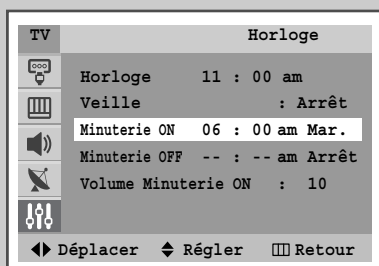 TV Horloge
Horloge 11 : 00 am
Veille : Arrêt
Minuterie ON 06 : 00 am Mar.
Minuterie OFF -- : -- am Arrêt
Volume Minuterie ON : 10
Déplacer Régler Retour